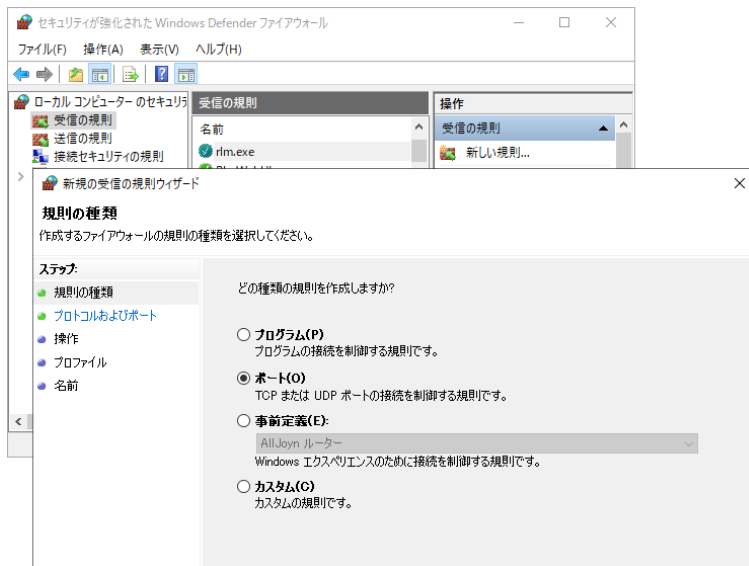 セキュリティが強化された Windows Defender ファイアウォール
ファイル(F) 操作(A) 表示(V) ヘルプ(H)
ローカル コンピューター のセキュリテ
受信の規則
送信の規則
接続セキュリティの規則
受信の規則
名前
rlm.exe
操作
受信の規則
新しい規則...
新規の受信の規則ウィザード
規則の種類
作成するファイアウォールの規則の種類を選択してください。
ステップ:
規則の種類
プロトコルおよびポート
操作
プロファイル
名前
どの種類の規則を作成しますか?
プログラム(P)
プログラムの接続を制御する規則です。
ポート(O)
TCP または UDP ポートの接続を制御する規則です。
事前定義(E):
AllJoyn ルーター
Windows エクスペリエンスのために接続を制御する規則です。
カスタム(C)
カスタムの規則です。